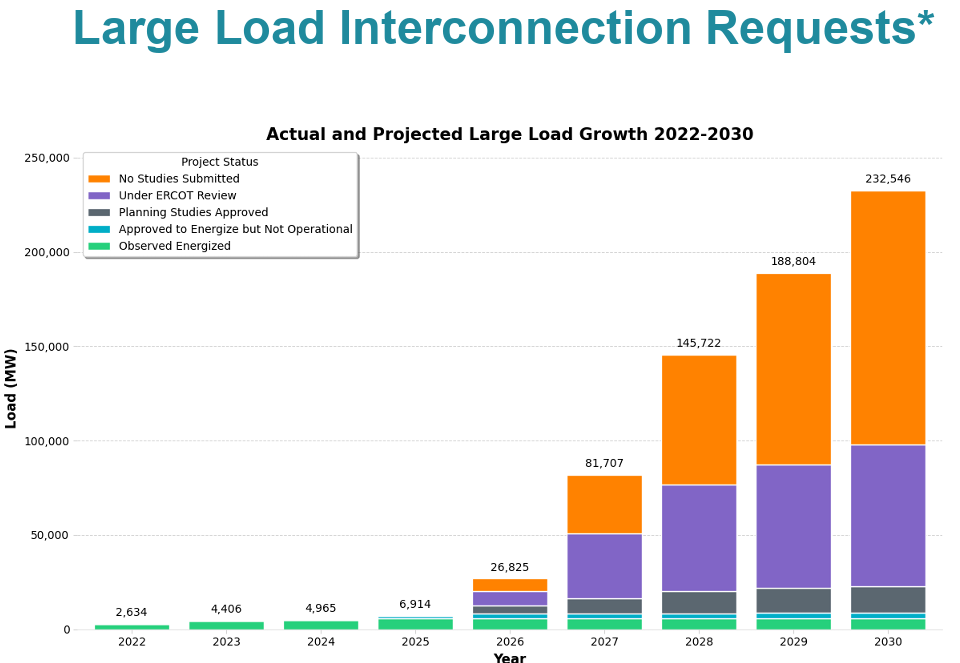 Large Load Interconnection Requests*
Actual and Projected Large Load Growth 2022-2030
Project Status
No Studies Submitted
Under ERCOT Review
Planning Studies Approved
Approved to Energize but Not Operational
Observed Energized
Load (MW)
250,000
200,000
150,000
100,000
50,000
0
2,634
4,406
4,965
6,914
26,825
81,707
145,722
188,804
232,546
2022
2023
2024
2025
2026
2027
2028
2029
2030
Year